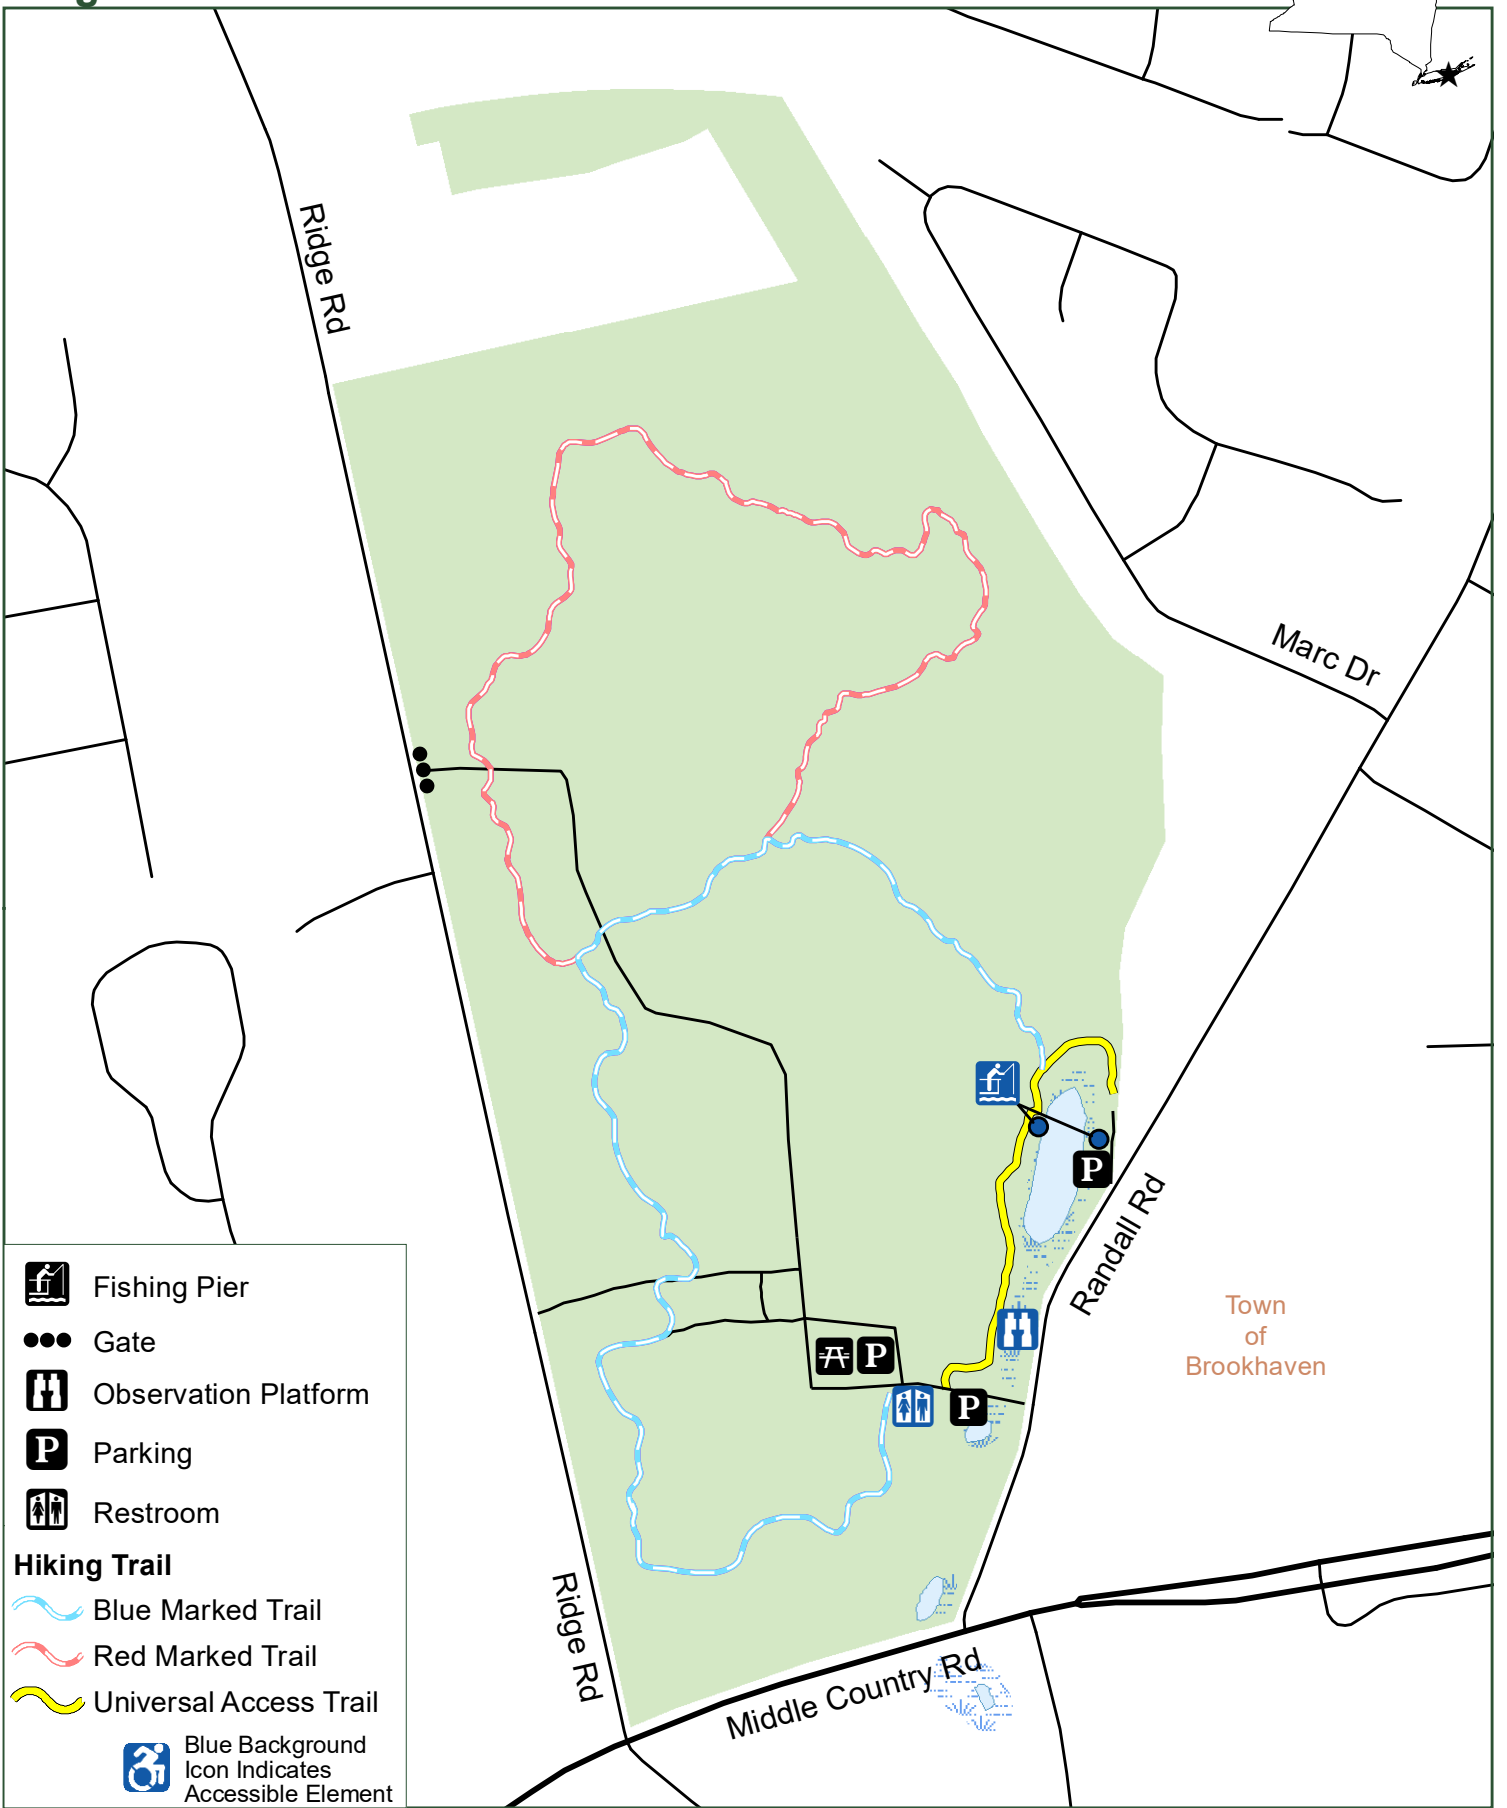 Ridge Rd
Marc Dr
Randall Rd
Town
of
Brookhaven
P
P
P
Ridge Rd
Middle Country Rd
Fishing Pier
Gate
Observation Platform
P
Parking
Restroom
Hiking Trail
Blue Marked Trail
Red Marked Trail
Universal Access Trail
Blue Background
Icon Indicates
Accessible Element